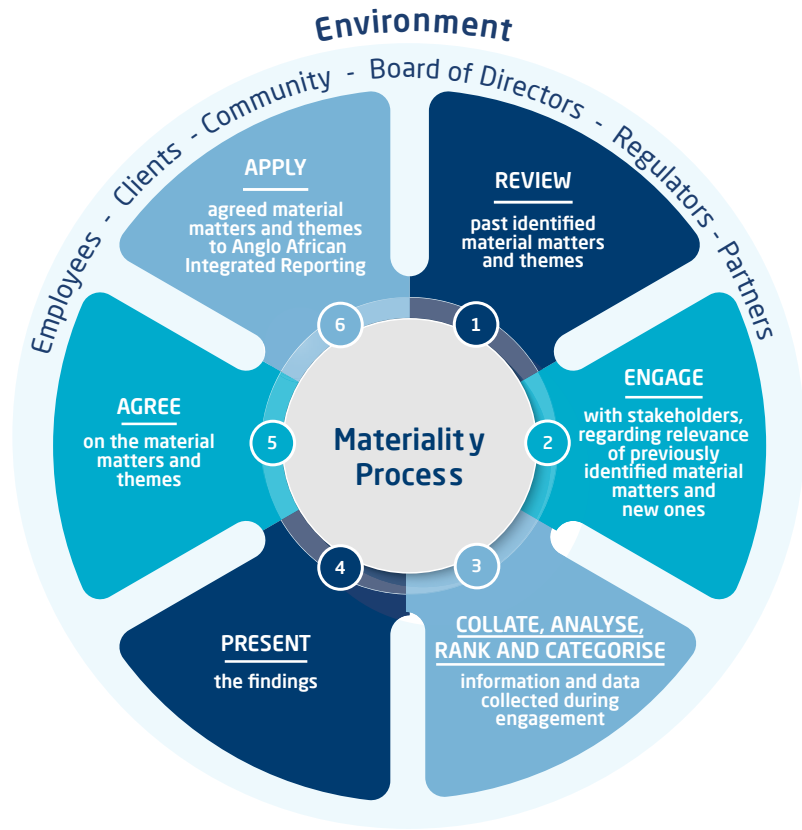 Environment
Employees - Clients - Community - Board of Directors - Regulators - Partners
APPLY
agreed material
matters and themes
to Anglo African
Integrated Reporting
REVIEW
past identified
material matters
and themes
6
1
AGREE
on the material
matters and
themes
5
Materiality
Process
2
ENGAGE
with stakeholders,
regarding relevance
of previously
identified material
matters and
new ones
4
3
PRESENT
the findings
COLLATE, ANALYSE,
RANK AND CATEGORISE
information and data
collected during
engagement